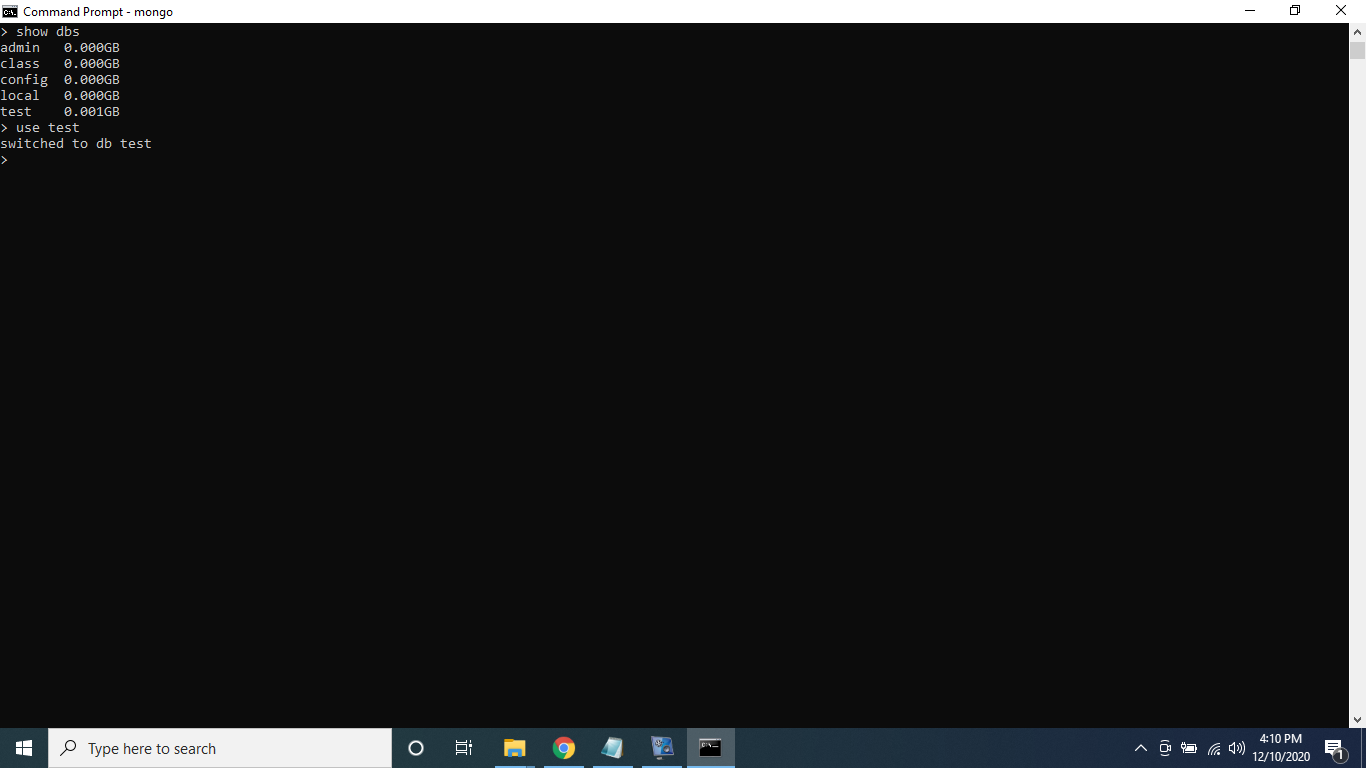 Command Prompt - mongo
> show dbs
admin   0.000GB
class   0.000GB
config  0.000GB
local   0.000GB
test    0.001GB
> use test
switched to db test
>
Type here to search
4:10 PM
12/10/2020
1